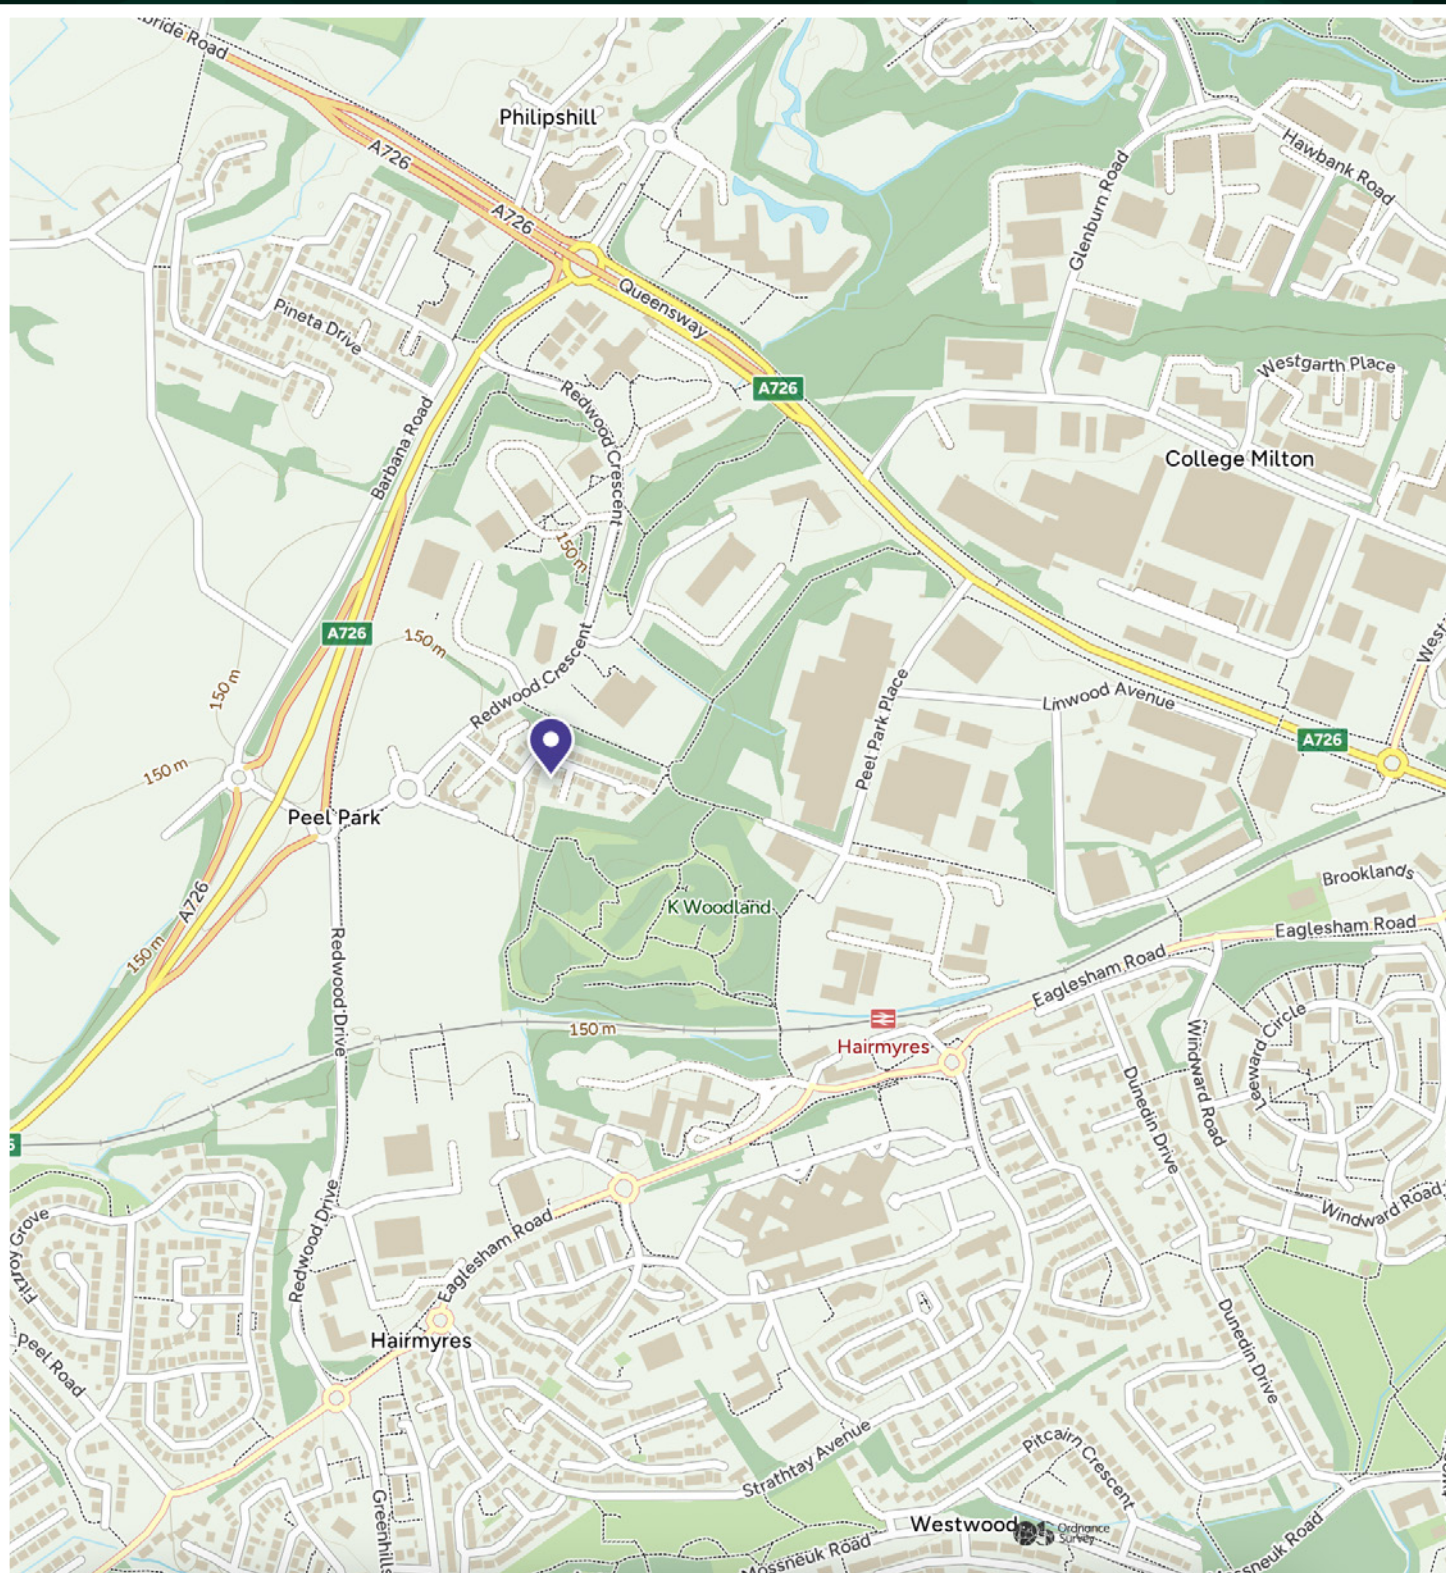 bride Road
Philipshill
A726
Hawbank Road
Glenburn Road
A726
Queensway
Pineta Drive
Westgarth Place
A726
Redwood Crescent
Barbana Road
College Milton
150 m
A726
150 m
West
Redwood Crescent
150 m
Linwood Avenue
Peel Park Place
A726
150 m
Peel Park
Brooklands
A726
K Woodland
Eaglesham Road
150 m
Eaglesham Road
Redwood Drive
Leeward Circle
150 m
Hairmyres
Windward Road
Dunedin Drive
Redwood Drive
Windward Road
Fitzroy Grove
Eaglesham Road
Hairmyres
Dunedin Drive
Peel Road
Strathtay Avenue
Pitcairn Crescent
Greenhills
Westwood
Ordnance
Survey
Mossneuk Road
Mossneuk Road